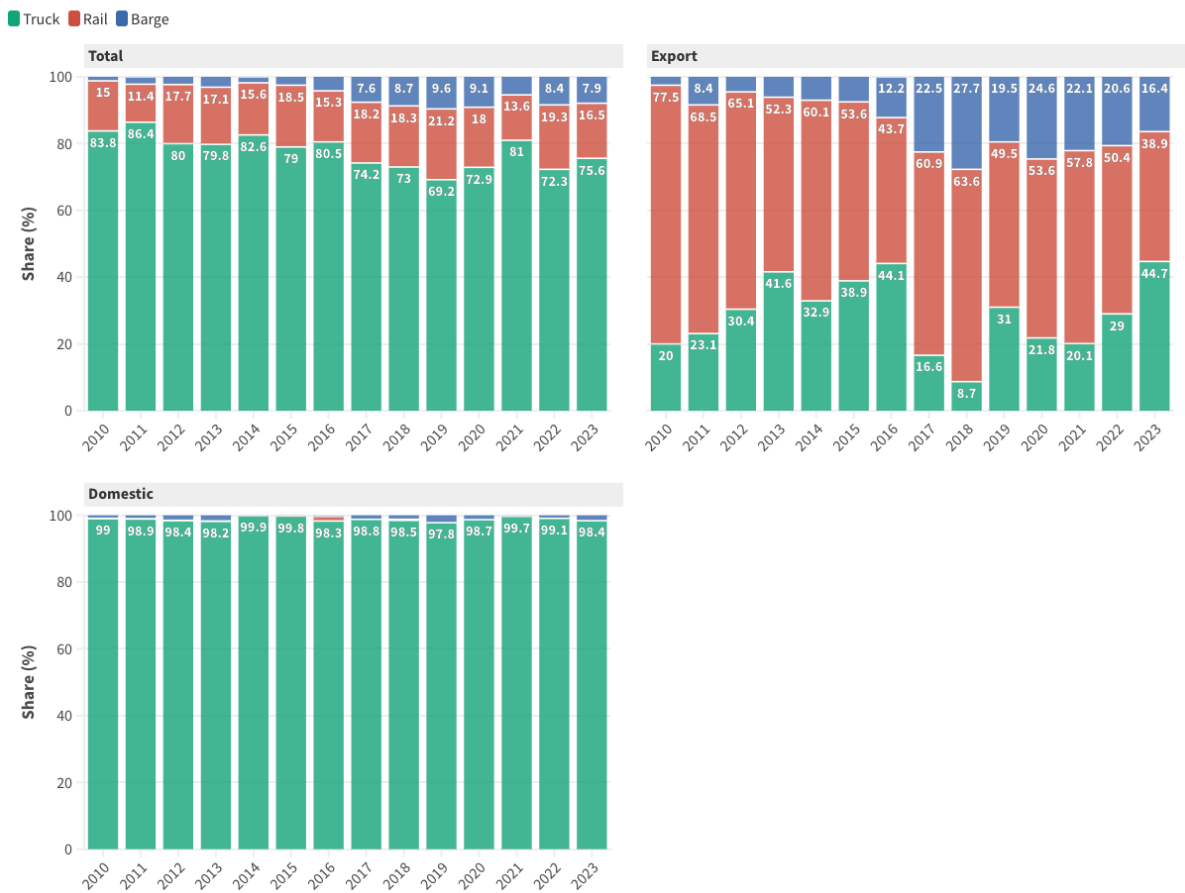 Truck Rail Barge
Total
Share (%)
100
80
60
40
20
0
7.6 8.7 9.6 9.1 8.4 7.9
15 11.4 17.7 17.1 15.6 18.5 15.3 18.2 18.3 21.2 18 13.6 19.3 16.5
83.8 86.4 80 79.8 82.6 79 80.5 74.2 73 69.2 72.9 81 72.3 75.6
2010 2011 2012 2013 2014 2015 2016 2017 2018 2019 2020 2021 2022 2023
Export
8.4 12.2 22.5 27.7 19.5 24.6 22.1 20.6 16.4
77.5 68.5 65.1 52.3 60.1 53.6 43.7 60.9 63.6 49.5 53.6 57.8 50.4 38.9
20 23.1 30.4 41.6 32.9 38.9 44.1 16.6 8.7 31 21.8 20.1 29 44.7
2010 2011 2012 2013 2014 2015 2016 2017 2018 2019 2020 2021 2022 2023
Domestic
Share (%)
100
80
60
40
20
0
99 98.9 98.4 98.2 99.9 99.8 98.3 98.8 98.5 97.8 98.7 99.7 99.1 98.4
2010 2011 2012 2013 2014 2015 2016 2017 2018 2019 2020 2021 2022 2023